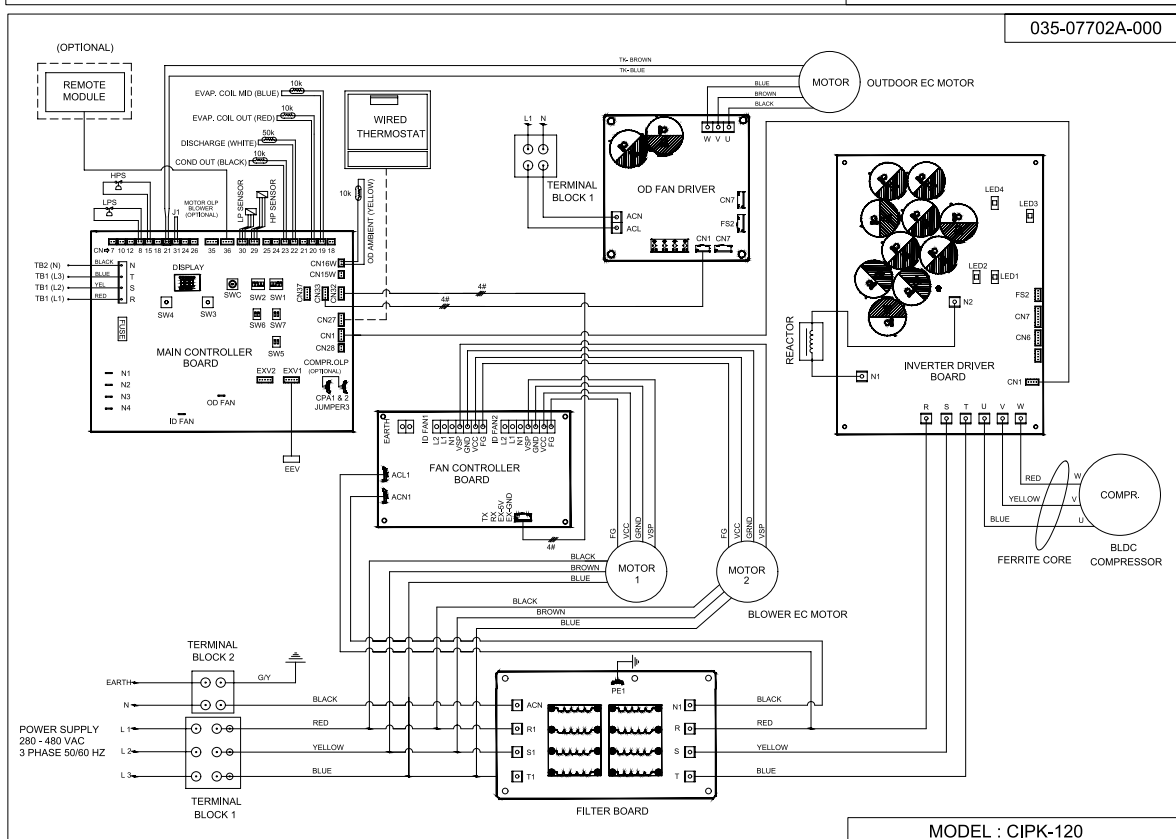 035-07702A-000
(OPTIONAL)
REMOTE
MODULE
10k
EVAP. COIL MID (BLUE)
10k
EVAP. COIL OUT (RED)
50k
DISCHARGE (WHITE)
10k
COND OUT (BLACK)
HPS
LPS
MOTOR OLP
BLOWER
(OPTIONAL)
J1
LP SENSOR
HP SENSOR
WIRED
THERMOSTAT
10k
OD AMBIENT (YELLOW)
TK- BROWN
TK-BLUE
BLUE
BROWN
BLACK
MOTOR
OUTDOOR EC MOTOR
L1 N
TERMINAL
BLOCK 1
W V U
OD FAN DRIVER
CN7
FS2
ACN
ACL
CN1 CN7
CN 7 10 12 8 15 18 21 31 24 26 35 36 30 29 25 24 23 22 21 20 19 18
TB2 (N) BLACK N
TB1 (L3) BLUE T
TB1 (L2) YEL S
TB1 (L1) RED R
DISPLAY
SW4
SW3
SWC
SW2 SW1
SW6 SW7
SW5
FUSE
CN16W
CN15W
CN37
CN33
CN32
CN27
CN1
CN28
4#
4#
MAIN CONTROLLER
BOARD
COMPR.OLP
(OPTIONAL)
CPA1 & 2
JUMPER3
EXV2 EXV1
N1
N2
N3
N4
OD FAN
ID FAN
EEV
LED4
LED3
LED2
LED1
N2
FS2
CN7
CN6
REACTOR
N1
INVERTER DRIVER
BOARD
CN1
R S T U V W
RED W
YELLOW V
BLUE U
COMPR.
FERRITE CORE
BLDC
COMPRESSOR
EARTH
ID FAN1
L2
L1
N1
VSP
GND
VCC
FG
ID FAN2
L2
L1
N1
VSP
GND
VCC
FG
ACL1
ACN1
FAN CONTROLLER
BOARD
TX
RX
EX-5V
EX-GND
4#
FG
VCC
GRND
VSP
FG
VCC
GRND
VSP
BLACK
BROWN
BLUE
MOTOR
1
MOTOR
2
BLACK
BROWN
BLUE
BLOWER EC MOTOR
TERMINAL
BLOCK 2
EARTH
G/Y
N
BLACK
POWER SUPPLY
280 - 480 VAC
3 PHASE 50/60 HZ
L 1
RED
L 2
YELLOW
L 3
BLUE
TERMINAL
BLOCK 1
PE1
ACN
R1
S1
T1
N1
R
S
T
BLACK
RED
YELLOW
BLUE
FILTER BOARD
MODEL : CIPK-120